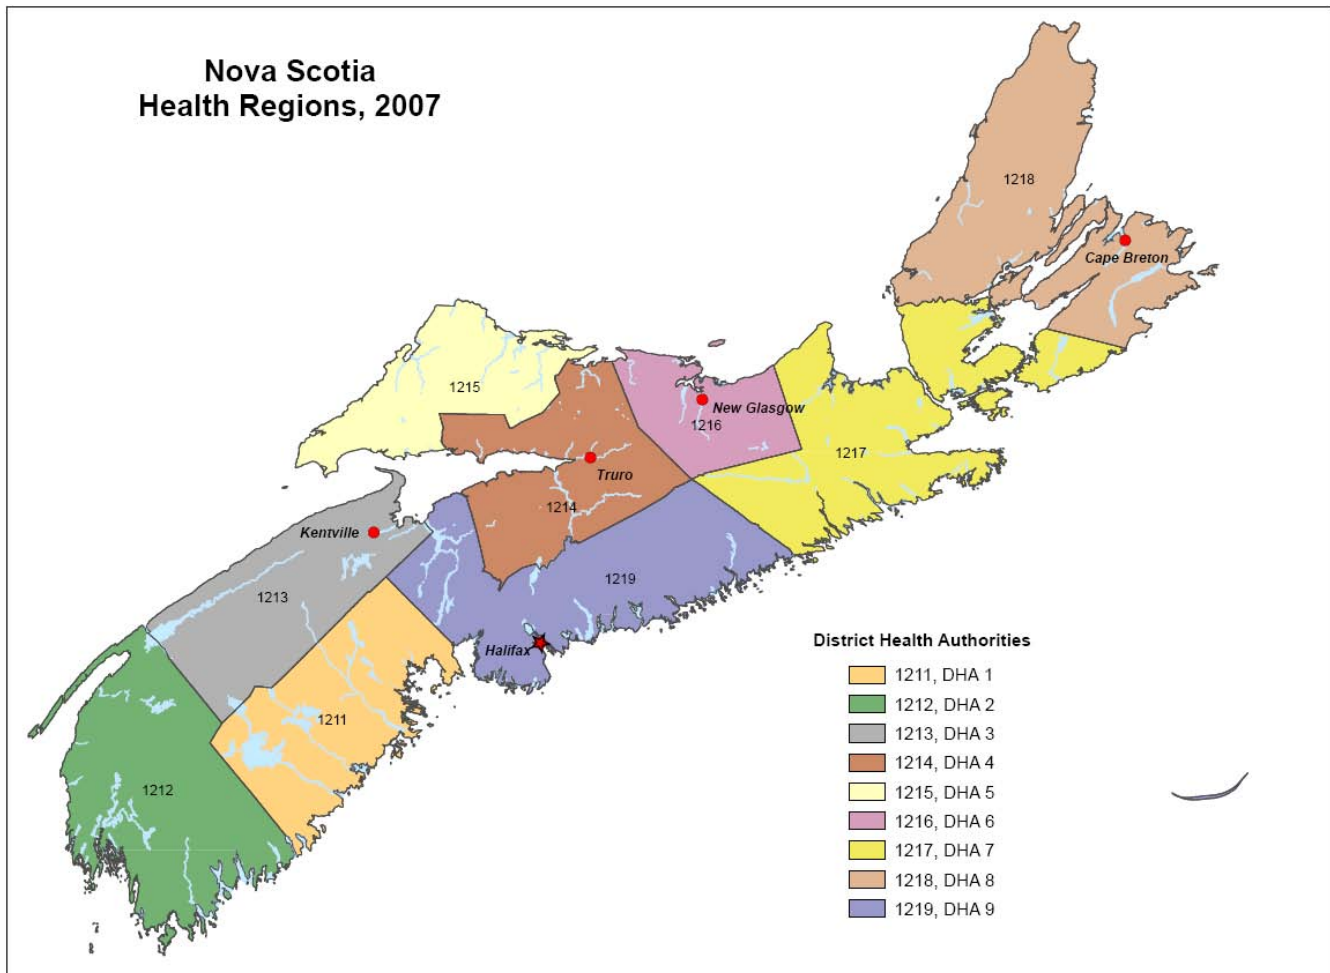 Nova Scotia
Health Regions, 2007
1218
Cape Breton
1215
New Glasgow
1216
1217
Truro
1214
Kentville
1219
1213
Halifax
1211
1212
District Health Authorities
1211, DHA 1
1212, DHA 2
1213, DHA 3
1214, DHA 4
1215, DHA 5
1216, DHA 6
1217, DHA 7
1218, DHA 8
1219, DHA 9